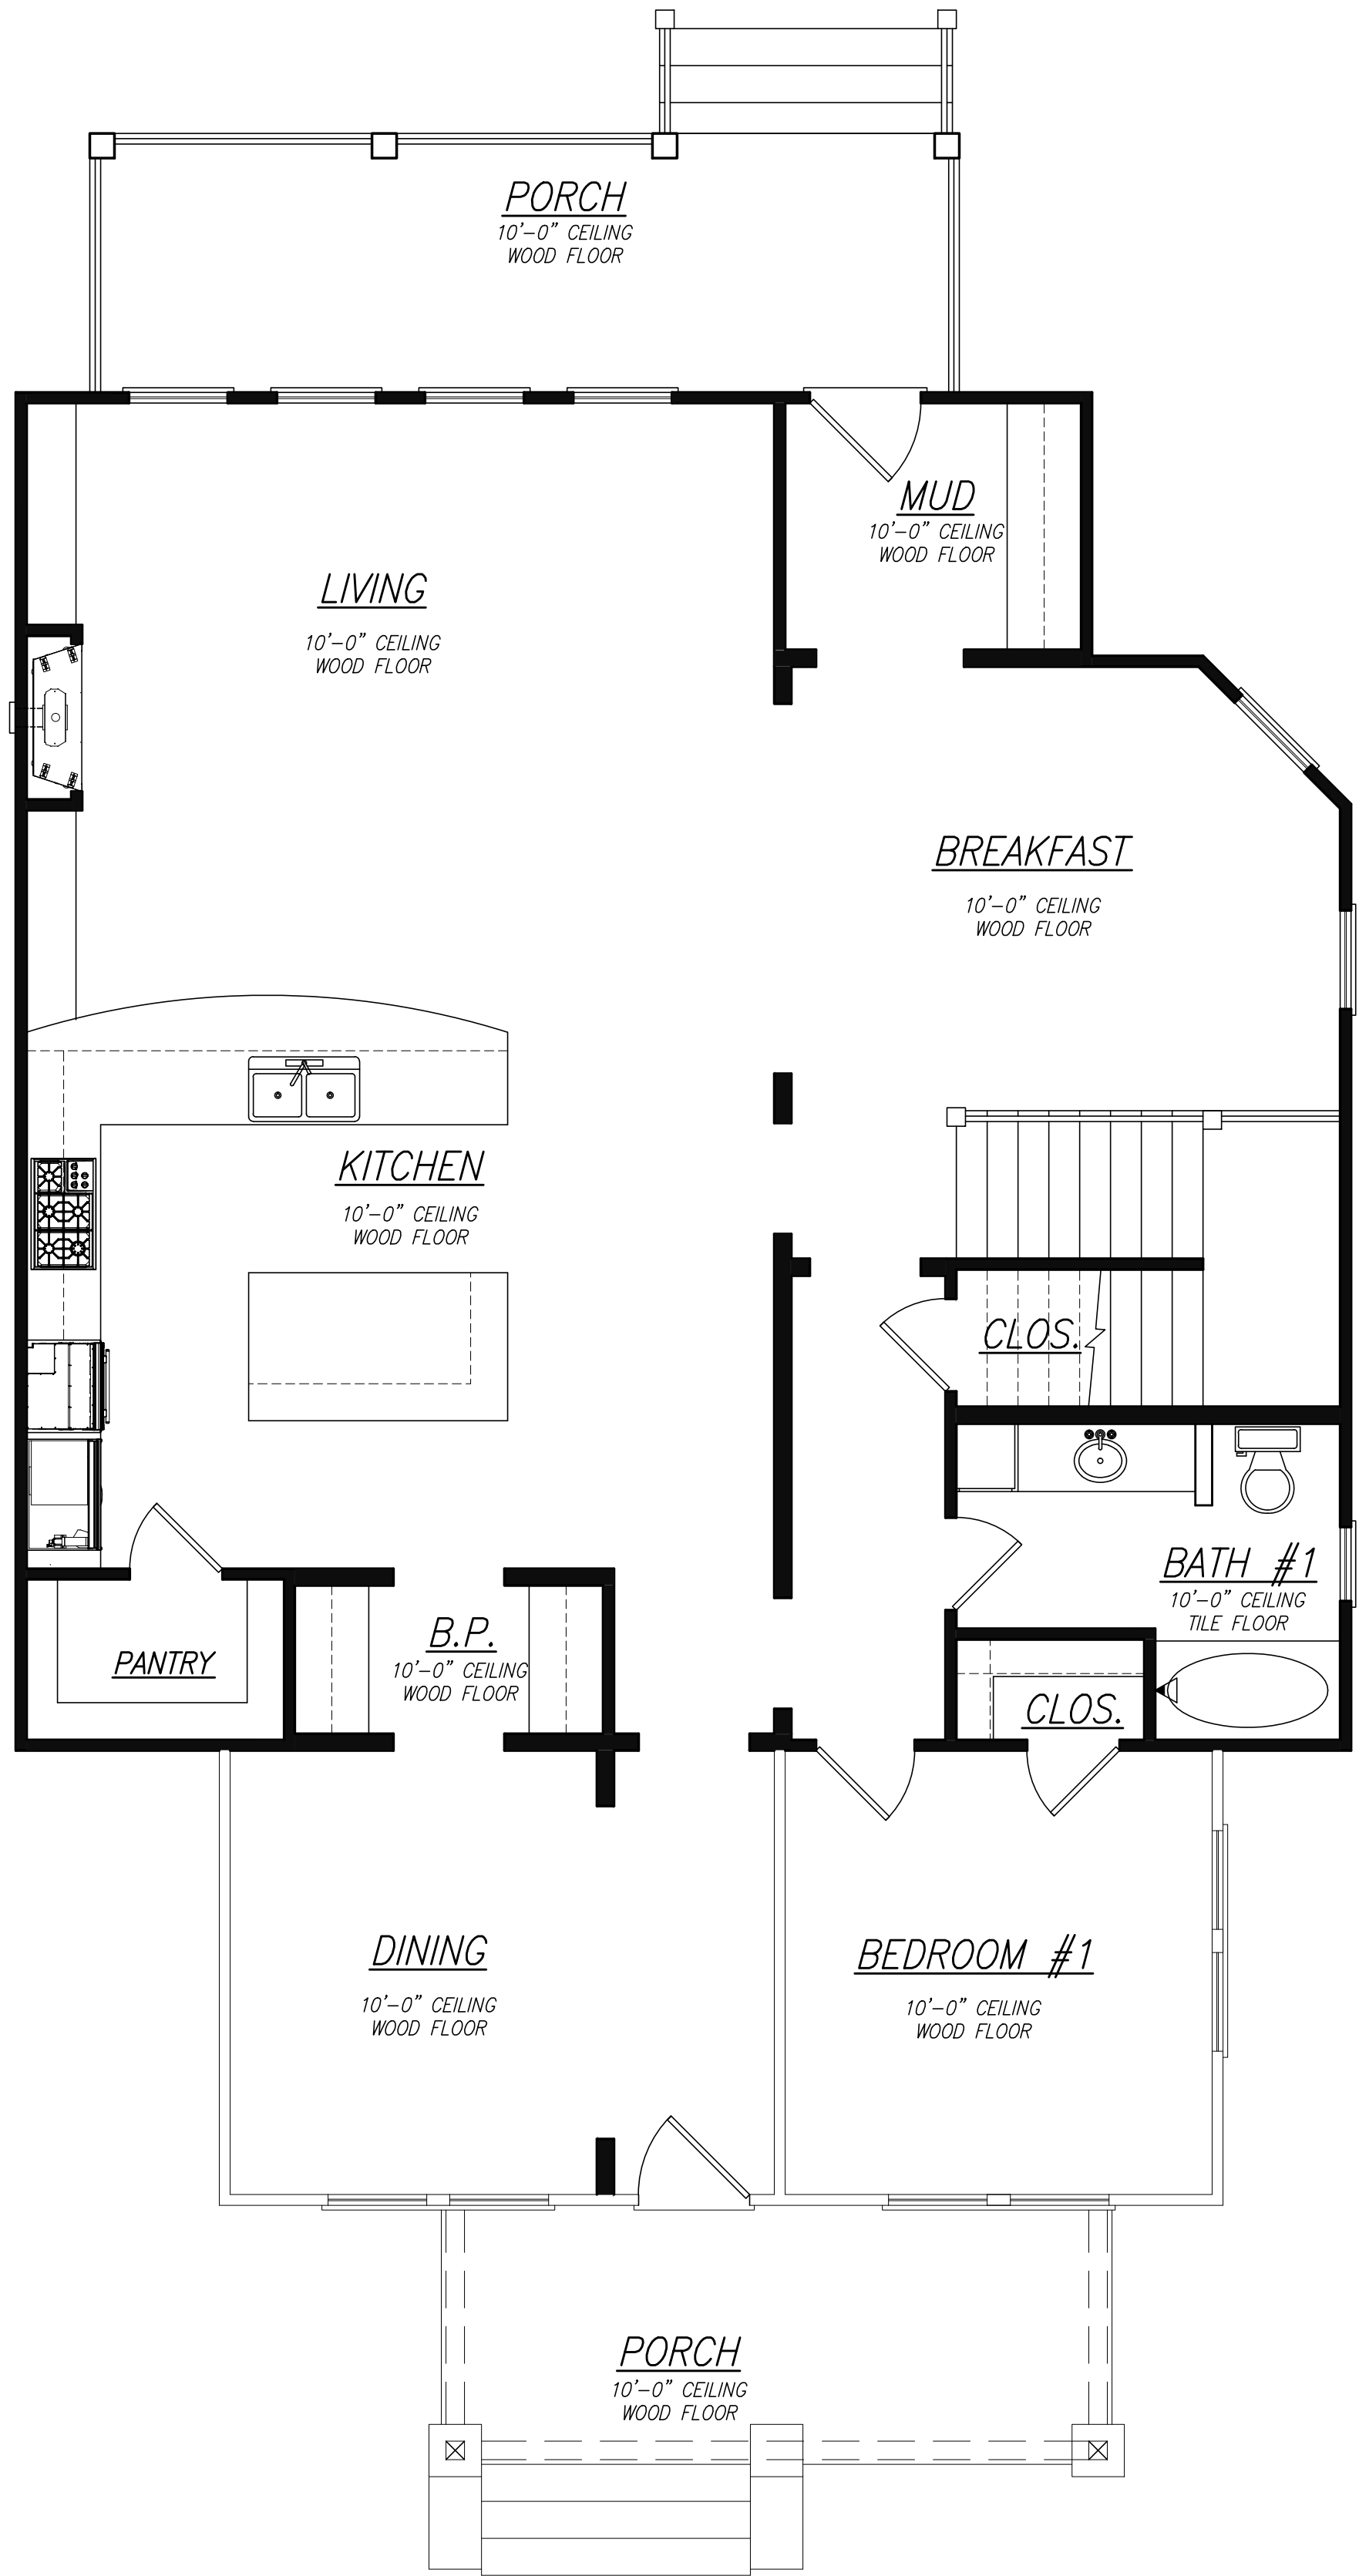 PORCH
10'-0" CEILING
WOOD FLOOR
MUD
10'-0" CEILING
WOOD FLOOR
LIVING
10'-0" CEILING
WOOD FLOOR
BREAKFAST
10'-0" CEILING
WOOD FLOOR
KITCHEN
10'-0" CEILING
WOOD FLOOR
CLOS.
BATH #1
10'-0" CEILING
TILE FLOOR
B.P.
10'-0" CEILING
WOOD FLOOR
PANTRY
CLOS.
DINING
10'-0" CEILING
WOOD FLOOR
BEDROOM #1
10'-0" CEILING
WOOD FLOOR
PORCH
10'-0" CEILING
WOOD FLOOR